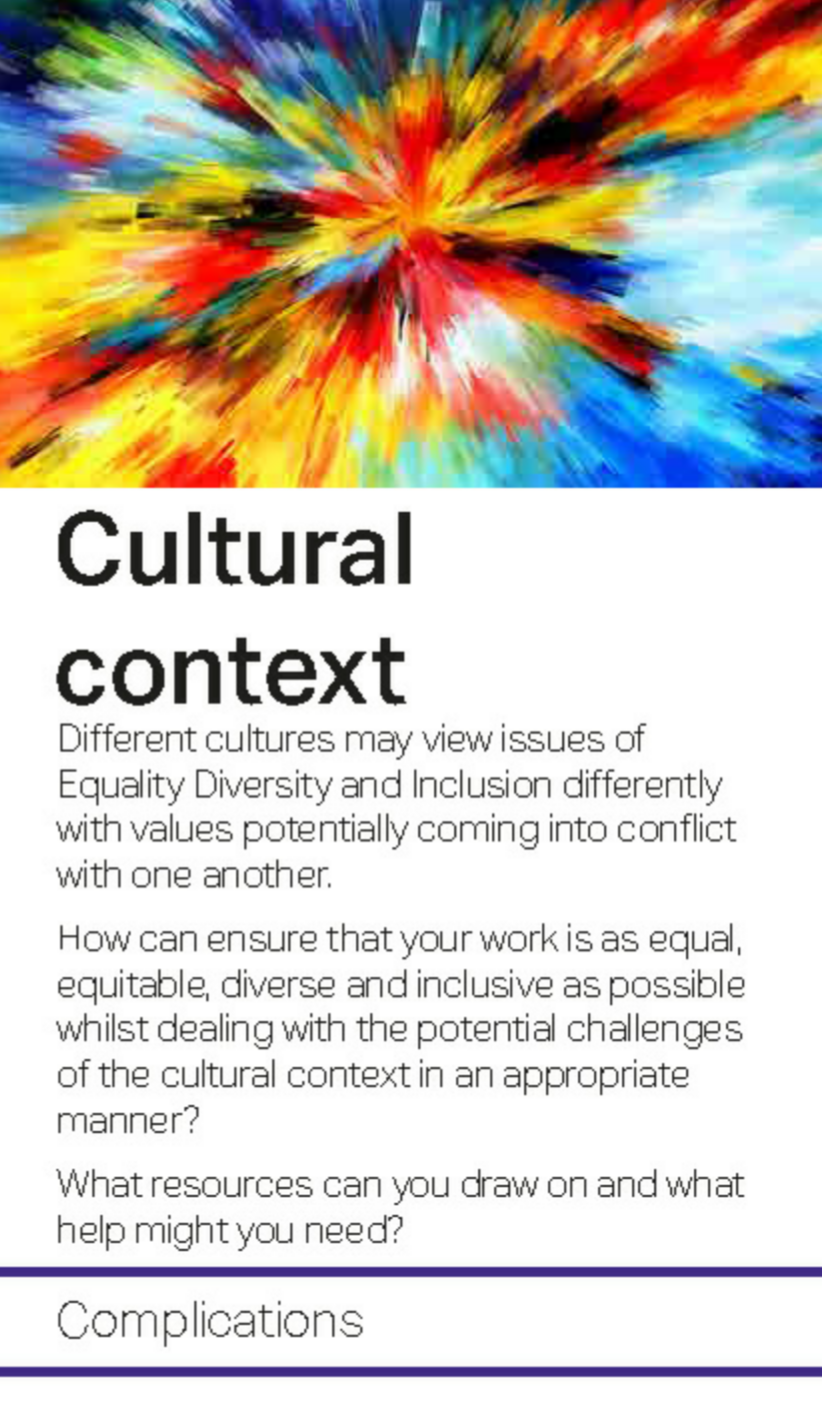 Cultural
context
Different cultures may view issues of
Equality Diversity and Inclusion differently
with values potentially coming into conflict
with one another.
How can ensure that your work is as equal,
equitable, diverse and inclusive as possible
whilst dealing with the potential challenges
of the cultural context in an appropriate
manner?
What resources can you draw on and what
help might you need?
Complications